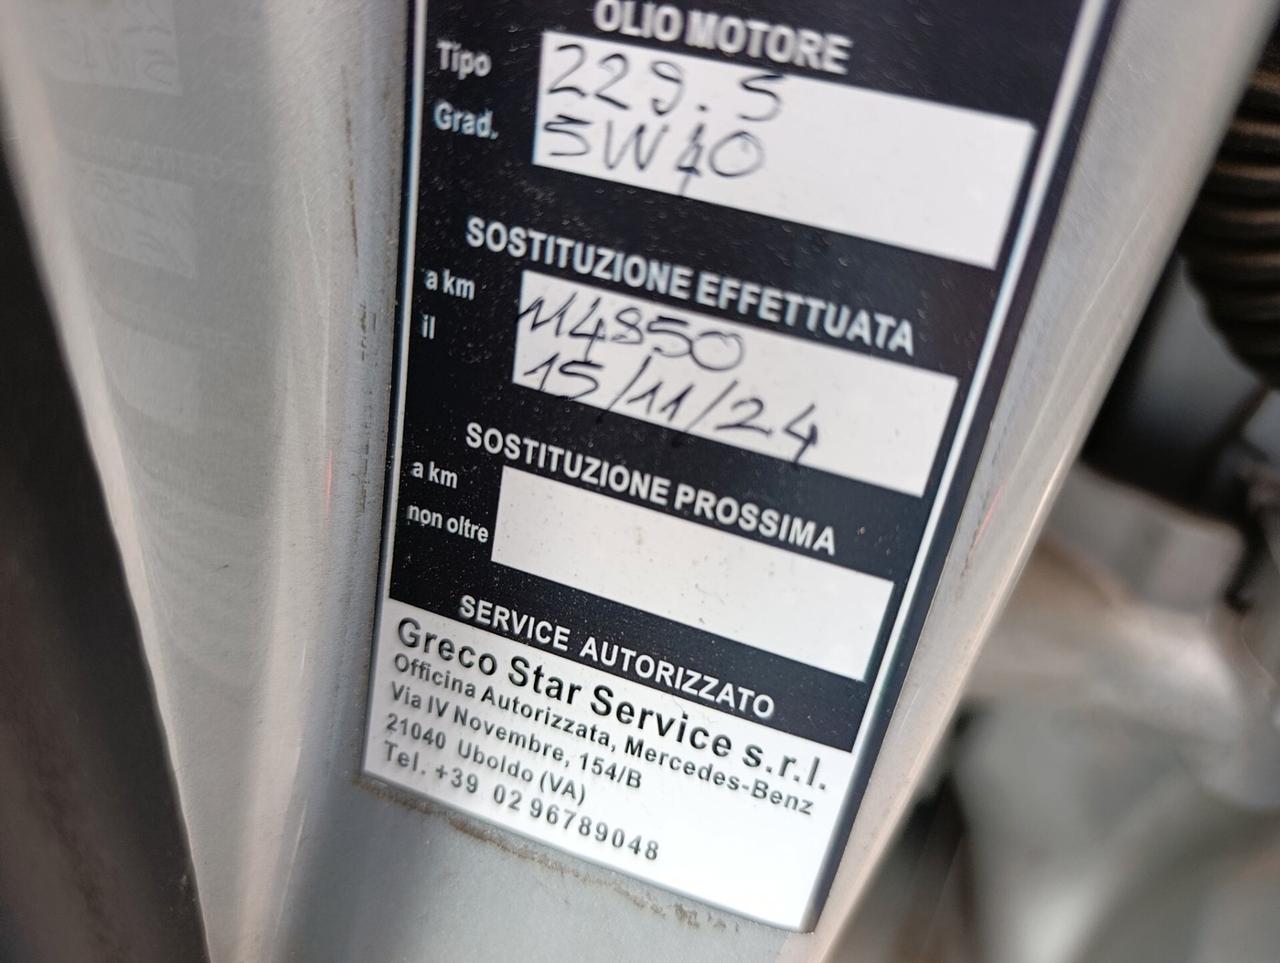 OLIO MOTORE
Tipo 229.5
Grad. 5W40
SOSTITUZIONE EFFETTUATA
a km 114850
il 15/11/24
SOSTITUZIONE PROSSIMA
a km
non oltre
SERVICE AUTORIZZATO
Greco Star Service s.r.l.
Officina Autorizzata, Mercedes-Benz
Via IV Novembre, 154/B
21040 Uboldo (VA)
Tel. +39 02 96789048